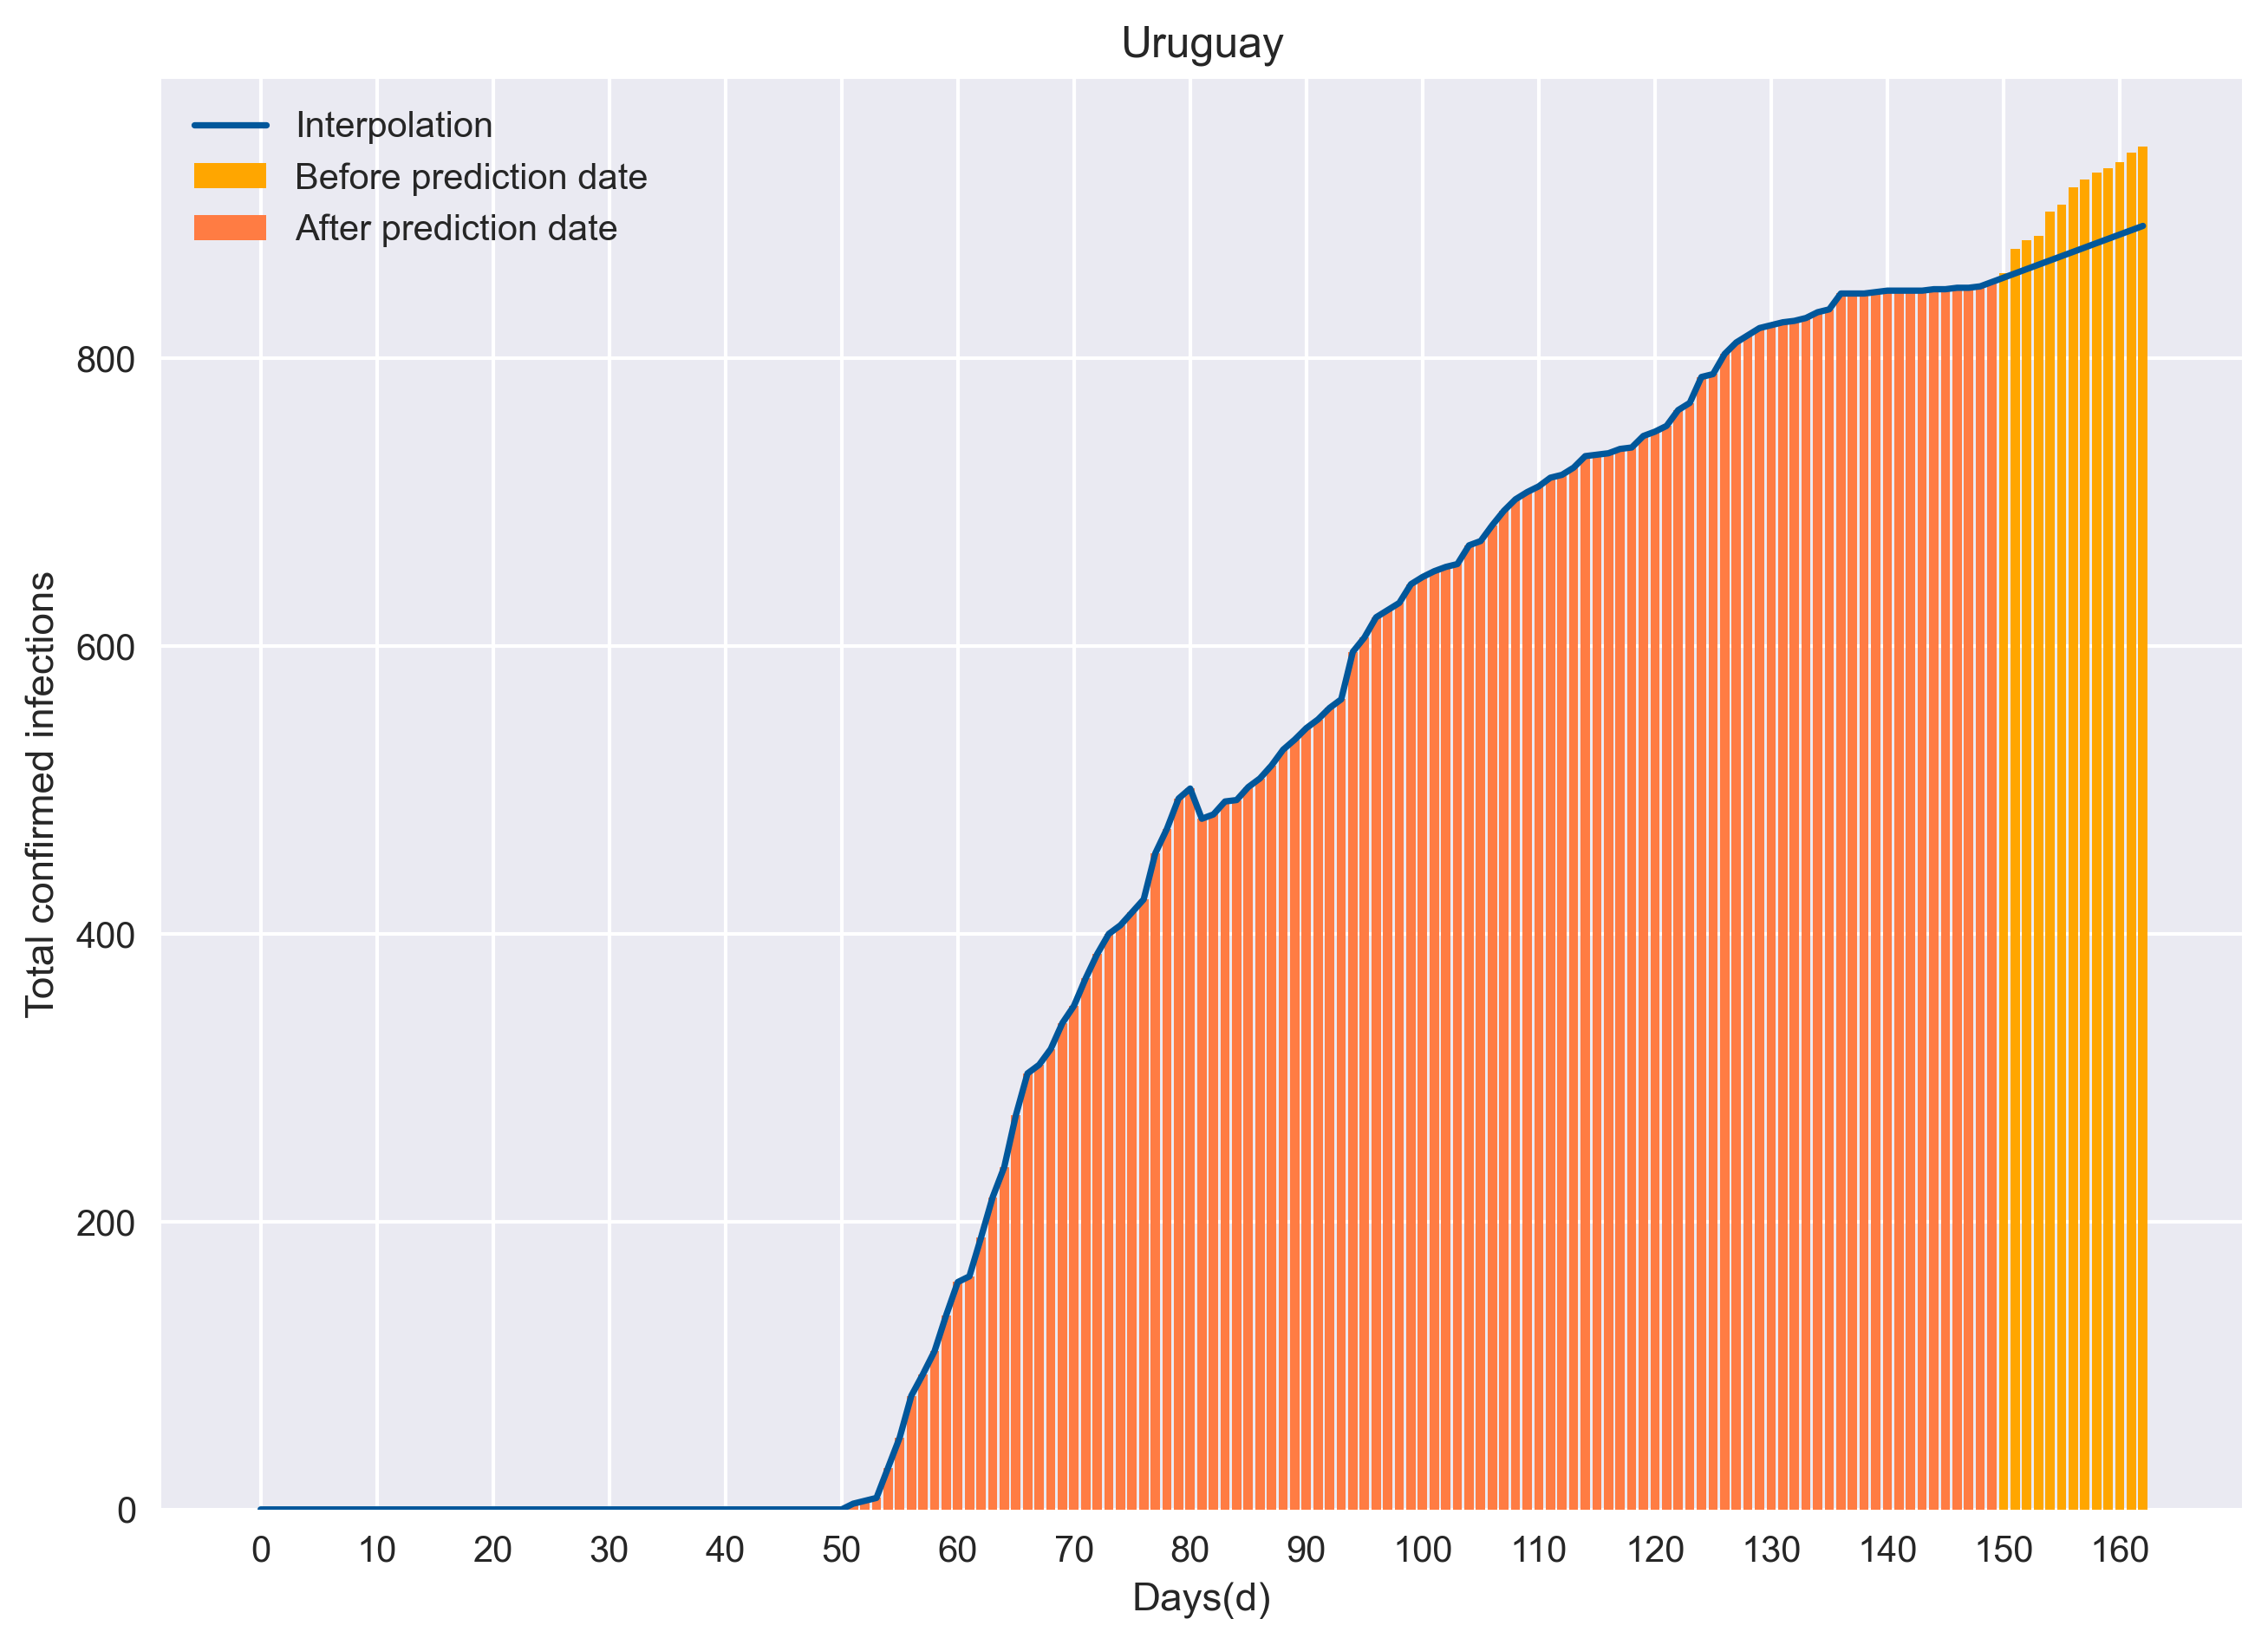 Uruguay
Interpolation
Before prediction date
After prediction date
Total confirmed infections
800
600
400
200
0
0 10 20 30 40 50 60 70 80 90 100 110 120 130 140 150 160
Days(d)